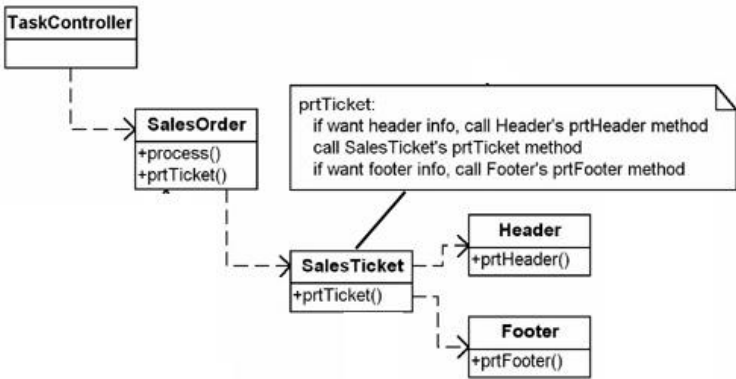 TaskController
prtTicket:
if want header info, call Header's prtHeader method
call SalesTicket's prtTicket method
if want footer info, call Footer's prtFooter method
SalesOrder
+process()
+prtTicket()
Header
+prtHeader()
SalesTicket
+prtTicket()
Footer
+prtFooter()